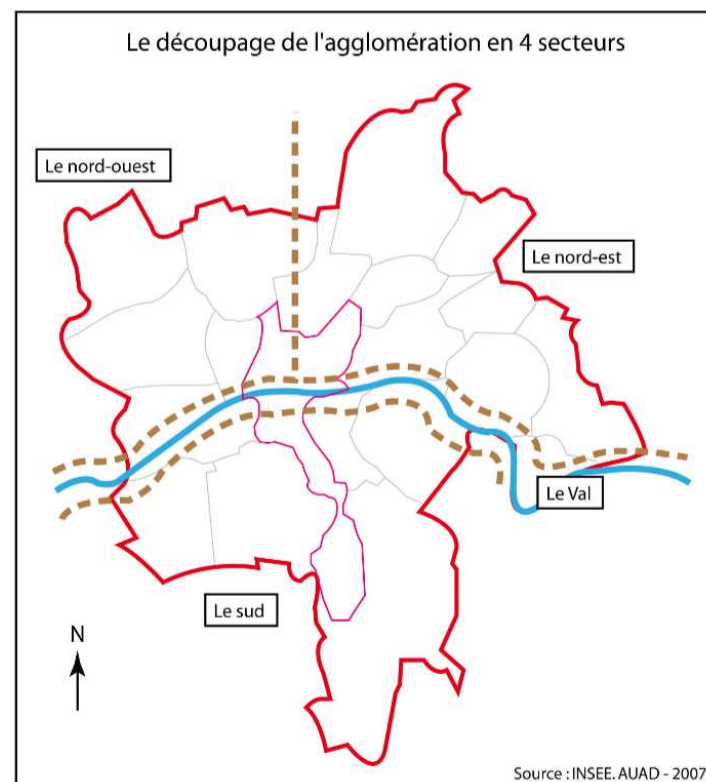 Le découpage de l'agglomération en 4 secteurs
Le nord-ouest
Le nord-est
Le Val
Le sud
N
Source : INSEE. AUAD - 2007